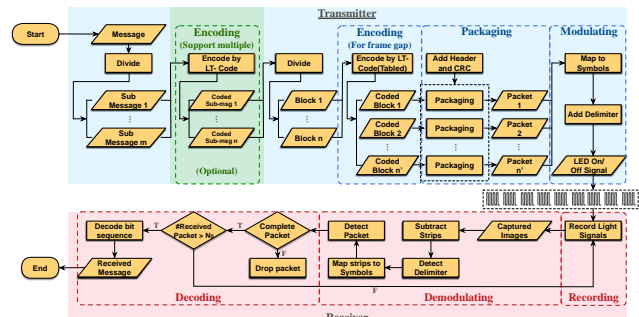 Transmitter
Start
Message
Divide
Sub
Message 1
⋮
Sub
Message m
Encoding
(Support multiple)
Encode by
LT- Code
Coded
Sub-msg 1
⋮
Coded
Sub-msg n
(Optional)
Divide
Block 1
⋮
Block n
Encoding
(For frame gap)
Encode by LT-
Code(Tabled)
Coded
Block 1
Coded
Block 2
⋮
Coded
Block n'
Packaging
Add Header
and CRC
Packaging
Packaging
⋮
Packaging
Packet
1
Packet
2
⋮
Packet
n'
Modulating
Map to
Symbols
Add Delimiter
LED On/
Off Signal
Record Light
Signals
Recording
Captured
Images
Subtract
Strips
Detect
Delimiter
Map strips to
Symbols
Detect
Packet
Demodulating
Complete
Packet
T
F
Drop packet
#Received
Packet > N
T
F
Decode bit
sequence
Received
Message
End
Decoding
Receiver